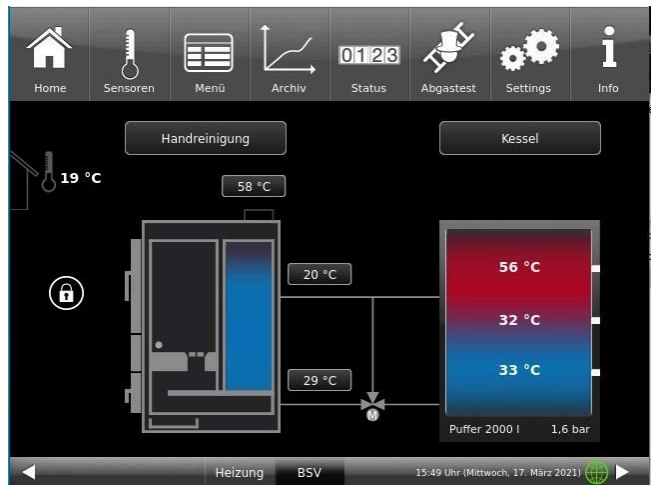 0123
Home Sensoren Menü Archiv Status Abgastest Settings Info
Handreinigung Kessel
19 °C
58 °C
20 °C
56 °C
32 °C
29 °C
33 °C
M
Puffer 2000 l 1,6 bar
Heizung BSV 15:49 Uhr (Mittwoch, 17. März 2021)